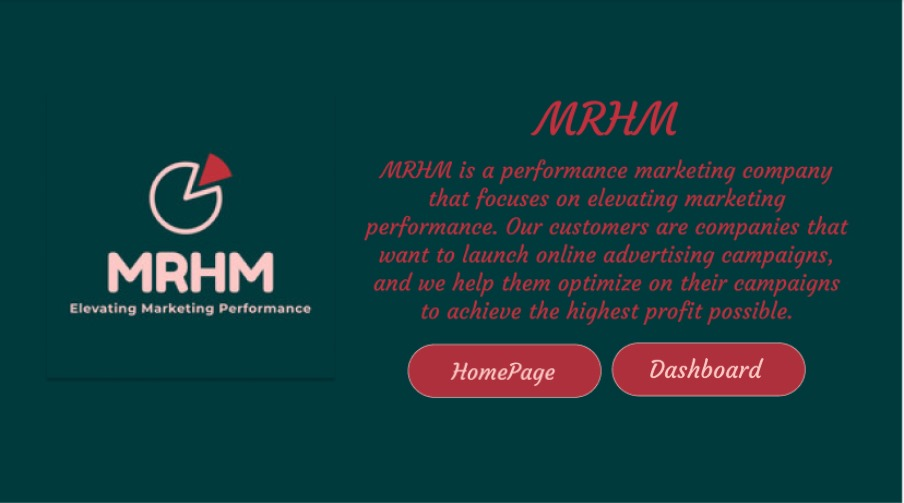 MRHM
Elevating Marketing Performance
MRHM
MRHM is a performance marketing company
that focuses on elevating marketing
performance. Our customers are companies that
want to launch online advertising campaigns,
and we help them optimize on their campaigns
to achieve the highest profit possible.
HomePage
Dashboard